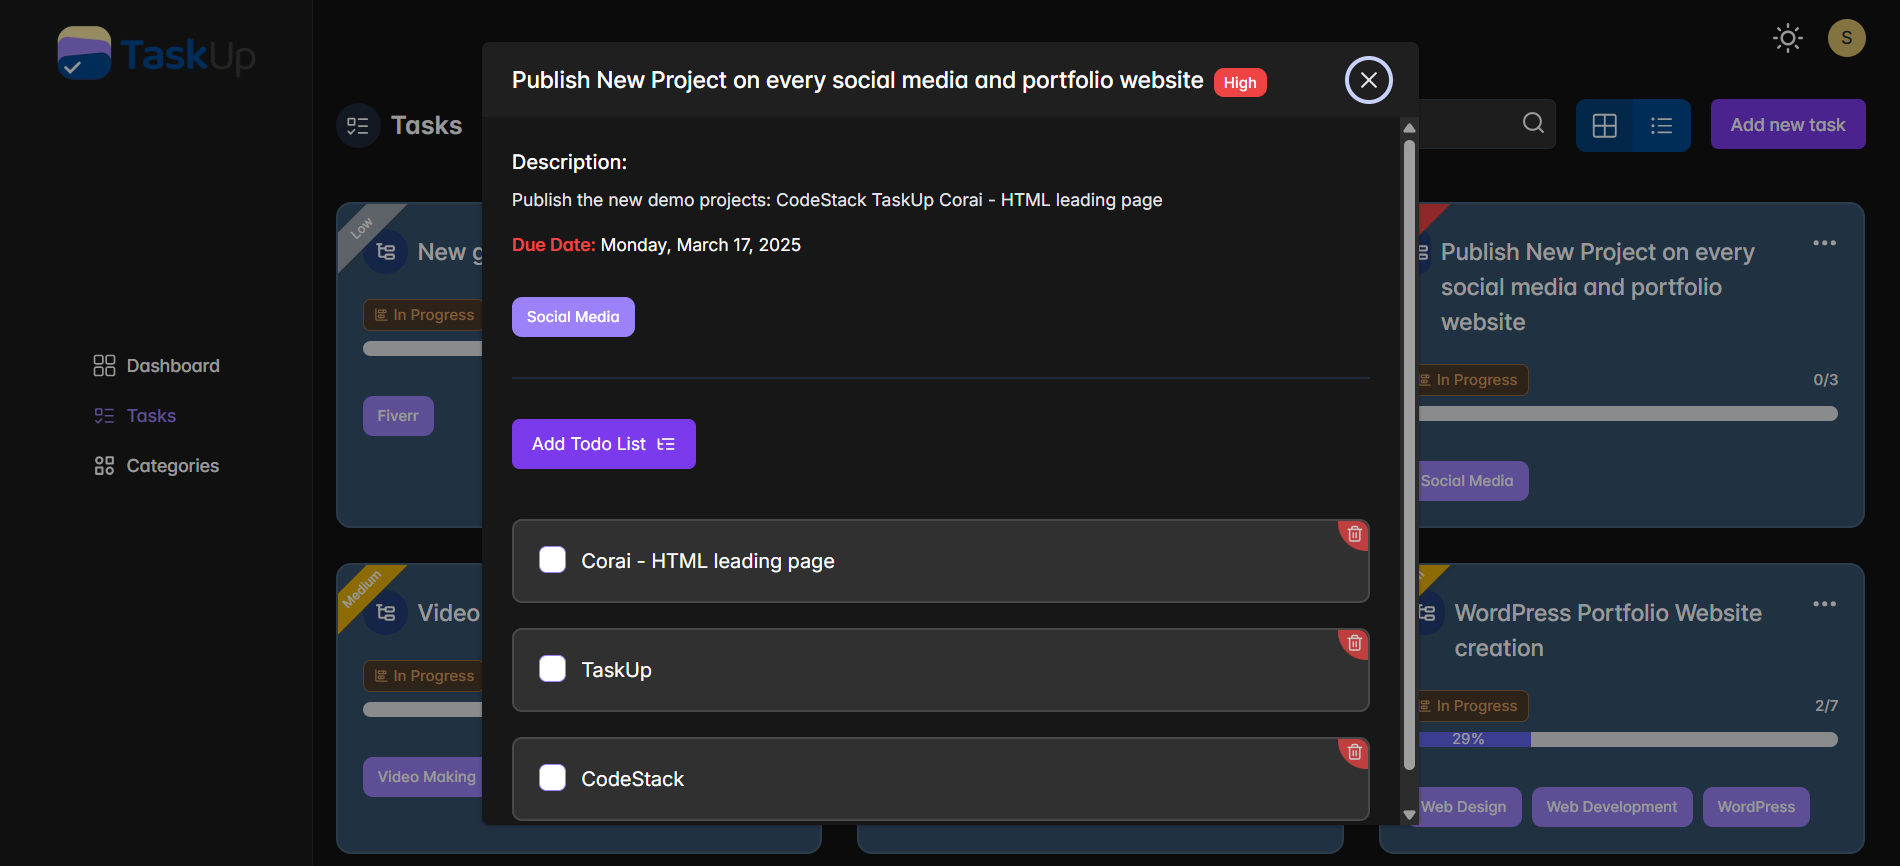 TaskUp
Dashboard
Tasks
Categories
S
Tasks
Add new task
Publish New Project on every social media and portfolio website High
Description:
Publish the new demo projects: CodeStack TaskUp Corai - HTML leading page
Due Date: Monday, March 17, 2025
Social Media
Add Todo List
Corai - HTML leading page
TaskUp
CodeStack
Low
New
In Progress
Fiverr
Publish New Project on every
social media and portfolio
website
In Progress
0/3
Social Media
Medium
Video
In Progress
Video Making
WordPress Portfolio Website
creation
In Progress
2/7
29%
Web Design
Web Development
WordPress